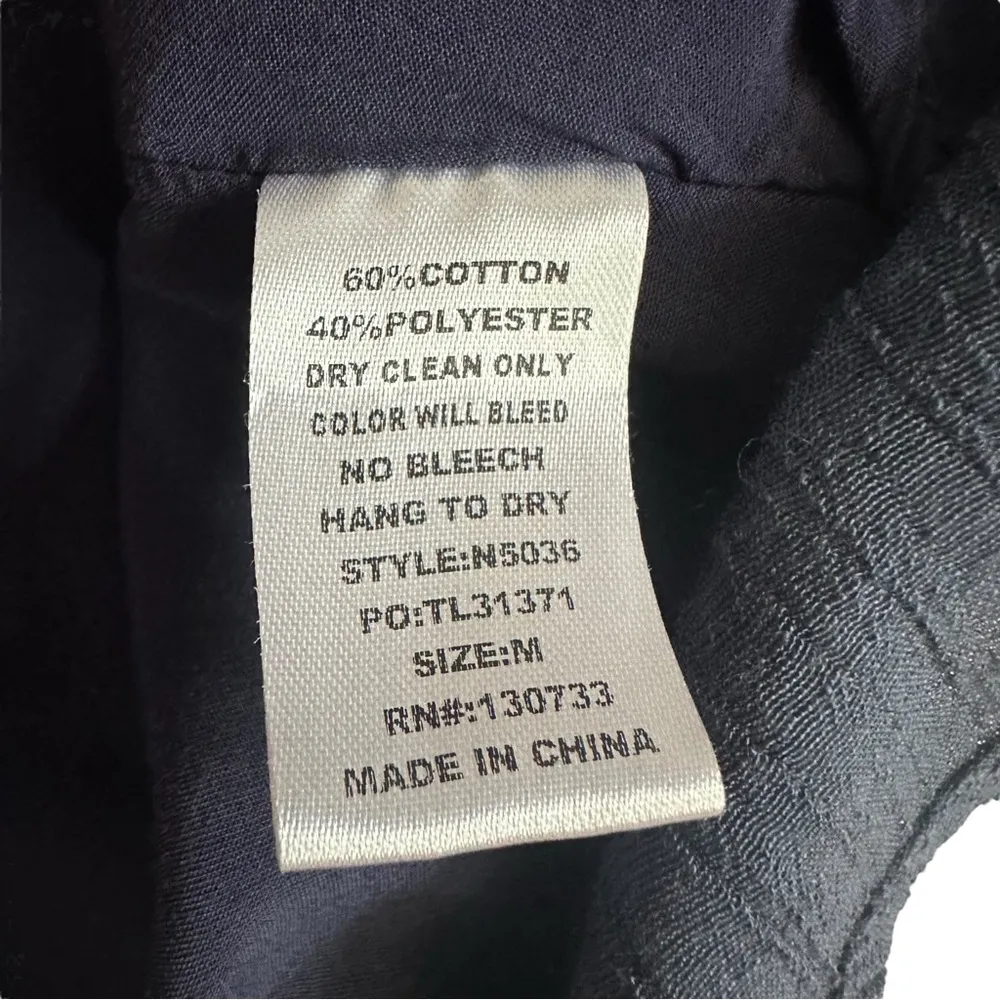 60%COTTON
40%POLYESTER
DRY CLEAN ONLY
COLOR WILL BLEED
NO BLEECH
HANG TO DRY
STYLE:N5036
PO:TL31371
SIZE:M
RN#:130733
MADE IN CHINA